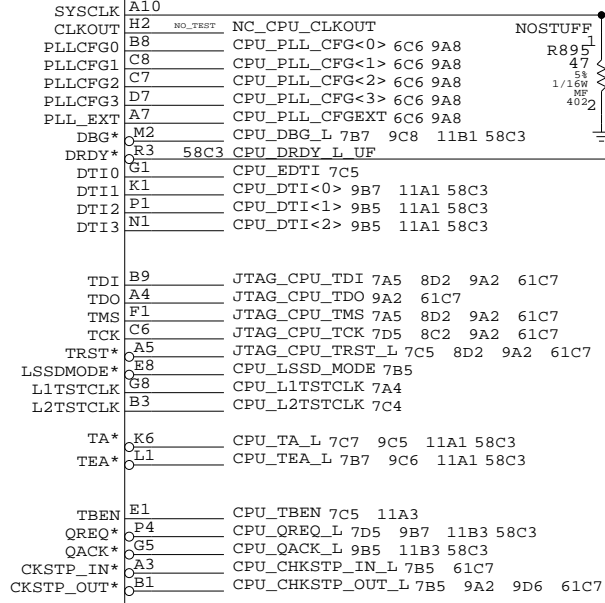 SYSCLK A10
CLKOUT H2 NO_TEST NC_CPU_CLKOUT NOSTUFF
PLLCFG0 B8 CPU_PLL_CFG<0> 6C6 9A8
PLLCFG1 C8 CPU_PLL_CFG<1> 6C6 9A8
PLLCFG2 C7 CPU_PLL_CFG<2> 6C6 9A8
PLLCFG3 D7 CPU_PLL_CFG<3> 6C6 9A8
PLL_EXT A7 CPU_PLL_CFGEXT 6C6 9A8
1
R895
47
5%
1/16W
MF
402
2
DBG* M2 CPU_DBG_L 7B7 9C8 11B1 58C3
DRDY* R3 58C3 CPU_DRDY_L_UF
DTI0 G1 CPU_EDTI 7C5
DTI1 K1 CPU_DTI<0> 9B7 11A1 58C3
DTI2 P1 CPU_DTI<1> 9B5 11A1 58C3
DTI3 N1 CPU_DTI<2> 9B5 11A1 58C3
TDI B9 JTAG_CPU_TDI 7A5 8D2 9A2 61C7
TDO A4 JTAG_CPU_TDO 9A2 61C7
TMS F1 JTAG_CPU_TMS 7A5 8D2 9A2 61C7
TCK C6 JTAG_CPU_TCK 7D5 8C2 9A2 61C7
TRST* A5 JTAG_CPU_TRST_L 7C5 8D2 9A2 61C7
LSSDMODE* E8 CPU_LSSD_MODE 7B5
L1TSTCLK G8 CPU_L1TSTCLK 7A4
L2TSTCLK B3 CPU_L2TSTCLK 7C4
TA* K6 CPU_TA_L 7C7 9C5 11A1 58C3
TEA* L1 CPU_TEA_L 7B7 9C6 11A1 58C3
TBEN E1 CPU_TBEN 7C5 11A3
QREQ* P4 CPU_QREQ_L 7D5 9B7 11B3 58C3
QACK* G5 CPU_QACK_L 9B5 11B3 58C3
CKSTP_IN* A3 CPU_CHKSTP_IN_L 7B5 61C7
CKSTP_OUT* B1 CPU_CHKSTP_OUT_L 7B5 9A2 9D6 61C7